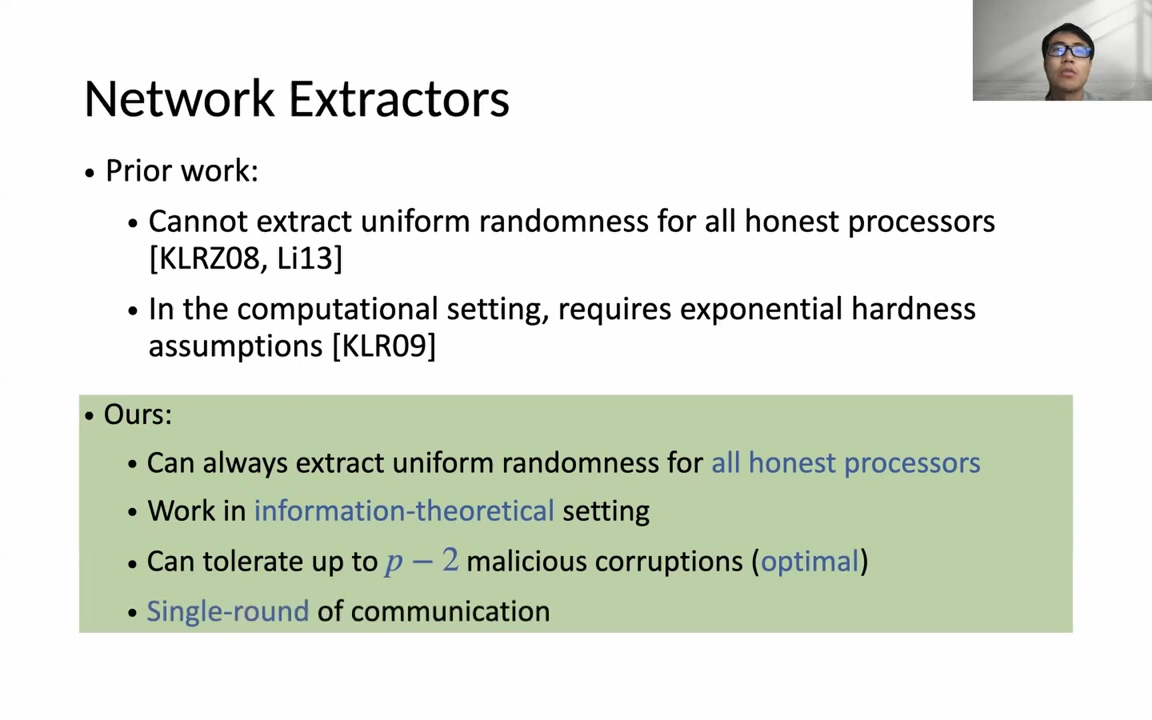 Network Extractors
• Prior work:
• Cannot extract uniform randomness for all honest processors
[KLRZ08, Li13]
• In the computational setting, requires exponential hardness
assumptions [KLR09]
• Ours:
• Can always extract uniform randomness for all honest processors
• Work in information-theoretical setting
• Can tolerate up to p − 2 malicious corruptions (optimal)
• Single-round of communication